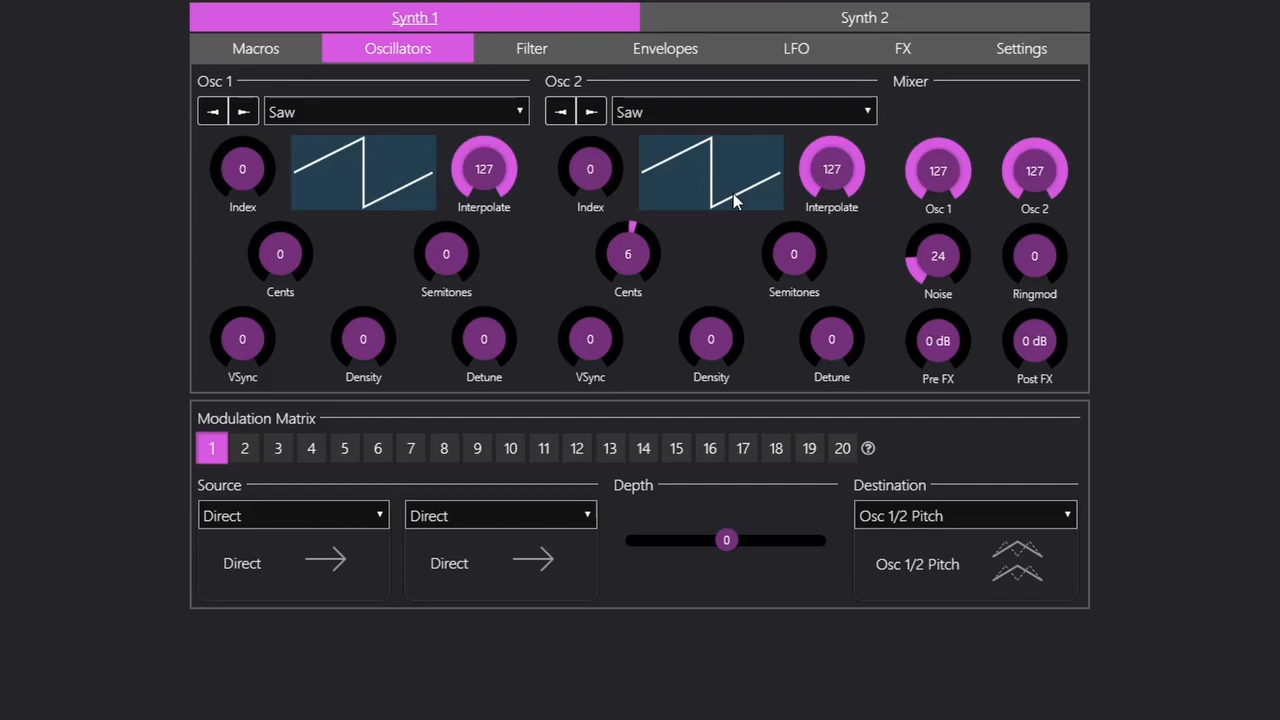 Synth 1 Synth 2
Macros Oscillators Filter Envelopes LFO FX Settings
Osc 1 Osc 2 Mixer
Saw Saw
0 127 0 127 127 127
Index Interpolate Index Interpolate Osc 1 Osc 2
0 0 6 0 24 0
Cents Semitones Cents Semitones Noise Ringmod
0 0 0 0 0 0 0 dB 0 dB
VSync Density Detune VSync Density Detune Pre FX Post FX
Modulation Matrix
1 2 3 4 5 6 7 8 9 10 11 12 13 14 15 16 17 18 19 20 ?
Source Depth Destination
Direct Direct Osc 1/2 Pitch
0
Direct Direct Osc 1/2 Pitch